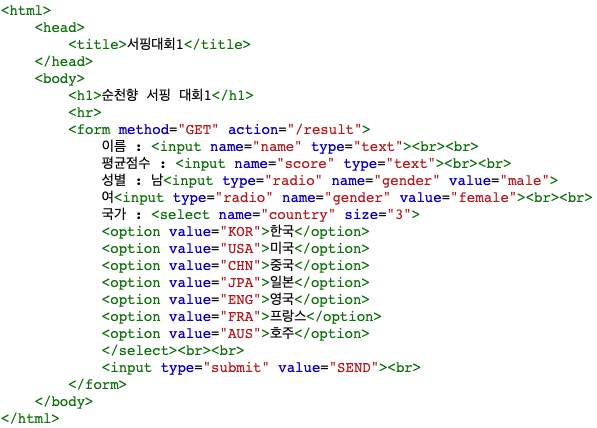 <html>
    <head>
        <title>서핑대회1</title>
    </head>
    <body>
        <h1>순천향 서핑 대회1</h1>
        <hr>
        <form method="GET" action="/result">
            이름 : <input name="name" type="text"><br><br>
            평균점수 : <input name="score" type="text"><br><br>
            성별 : 남<input type="radio" name="gender" value="male">
            여<input type="radio" name="gender" value="female"><br><br>
            국가 : <select name="country" size="3">
            <option value="KOR">한국</option>
            <option value="USA">미국</option>
            <option value="CHN">중국</option>
            <option value="JPA">일본</option>
            <option value="ENG">영국</option>
            <option value="FRA">프랑스</option>
            <option value="AUS">호주</option>
            </select><br><br>
            <input type="submit" value="SEND"><br>
        </form>
    </body>
</html>